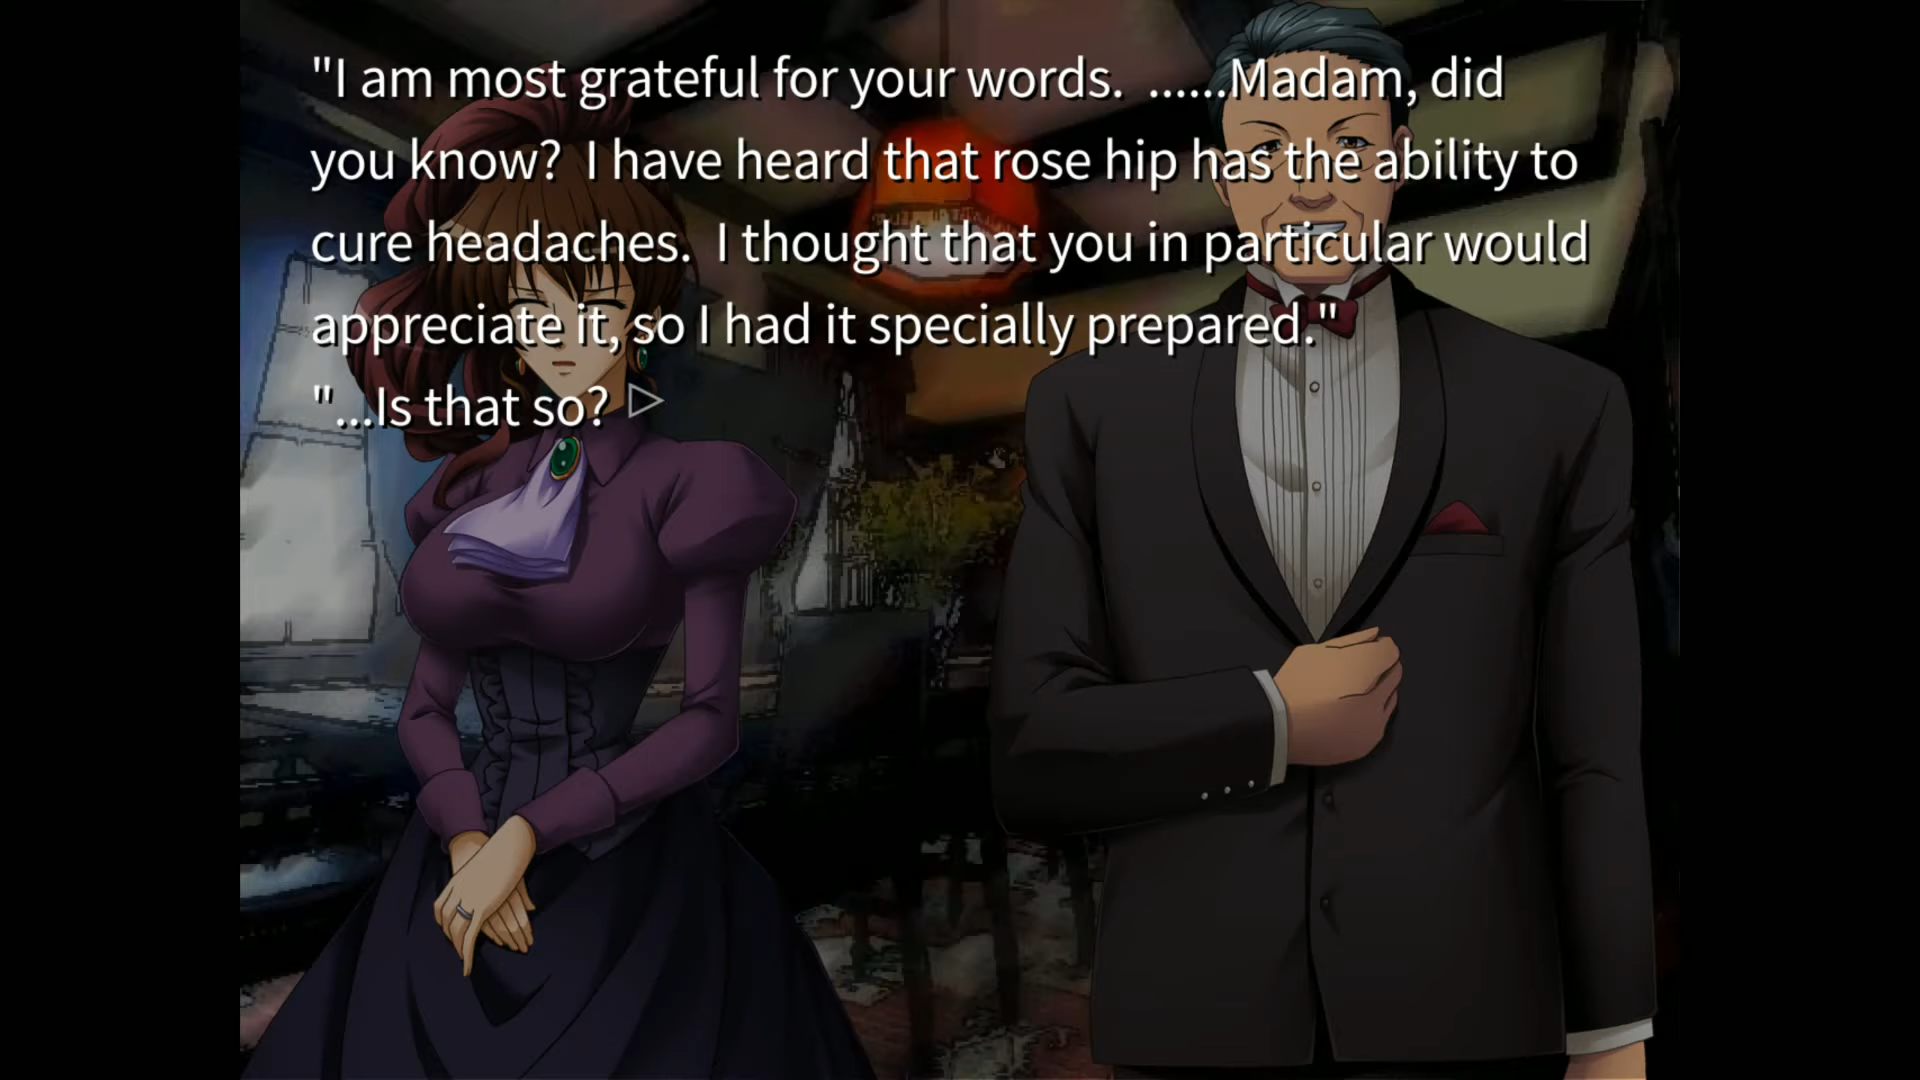 "I am most grateful for your words.  ......Madam, did
you know?  I have heard that rose hip has the ability to
cure headaches.  I thought that you in particular would
appreciate it, so I had it specially prepared."
"...Is that so?